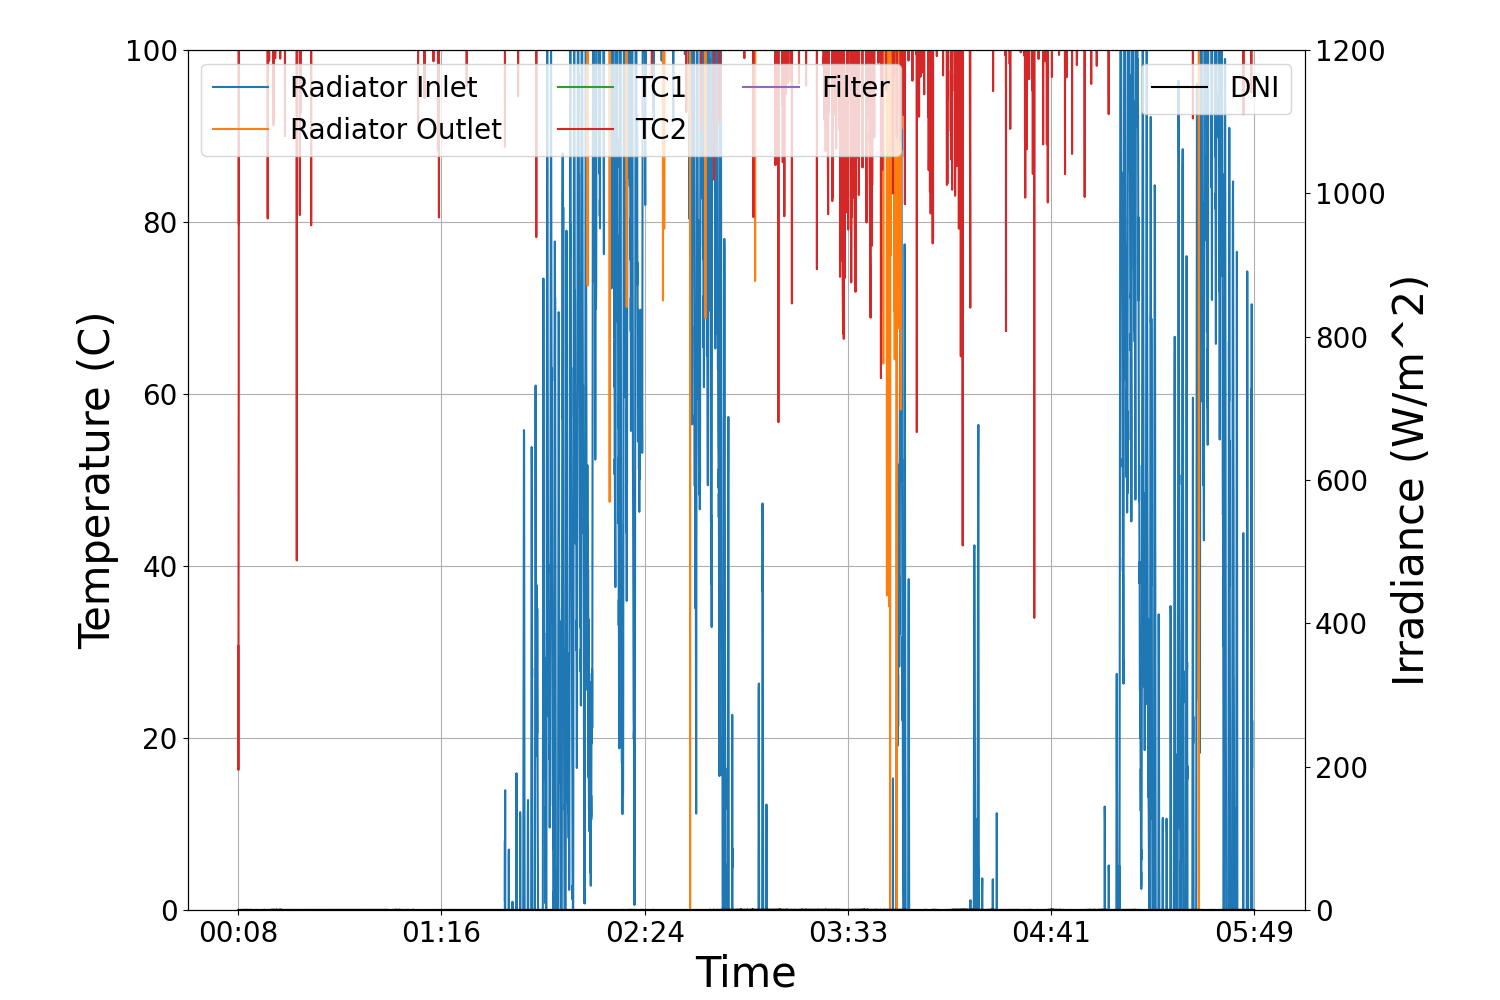 100
80
60
40
20
0
Temperature (C)
Radiator Inlet
Radiator Outlet
TC1
TC2
Filter
DNI
1200
1000
800
600
400
200
0
Irradiance (W/m^2)
00:08 01:16 02:24 03:33 04:41 05:49
Time